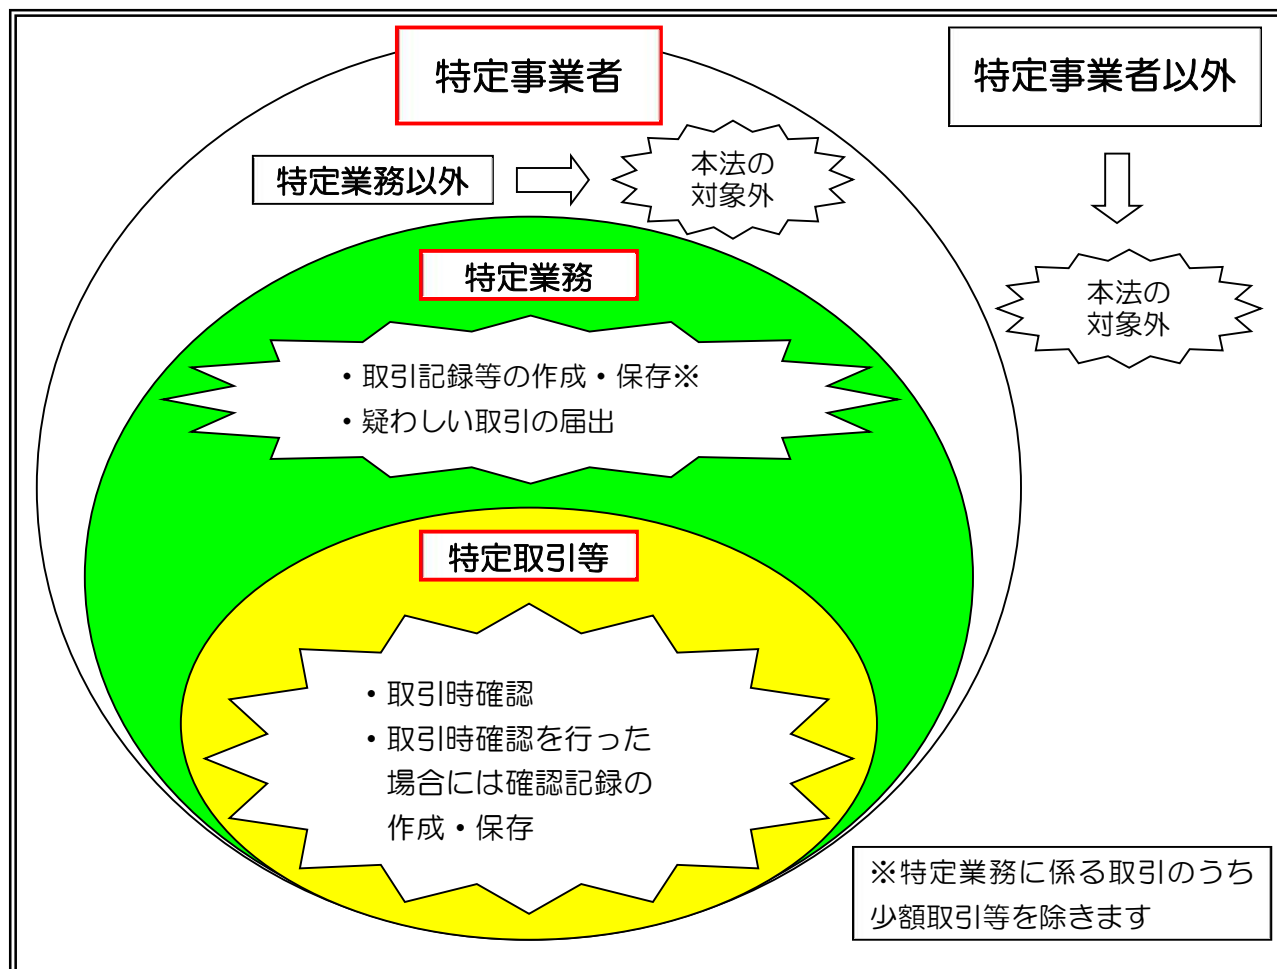 特定事業者
特定事業者以外
特定業務以外
本法の
対象外
本法の
対象外
特定業務
・取引記録等の作成・保存※
・疑わしい取引の届出
特定取引等
・取引時確認
・取引時確認を行った
場合には確認記録の
作成・保存
※特定業務に係る取引のうち
少額取引等を除きます